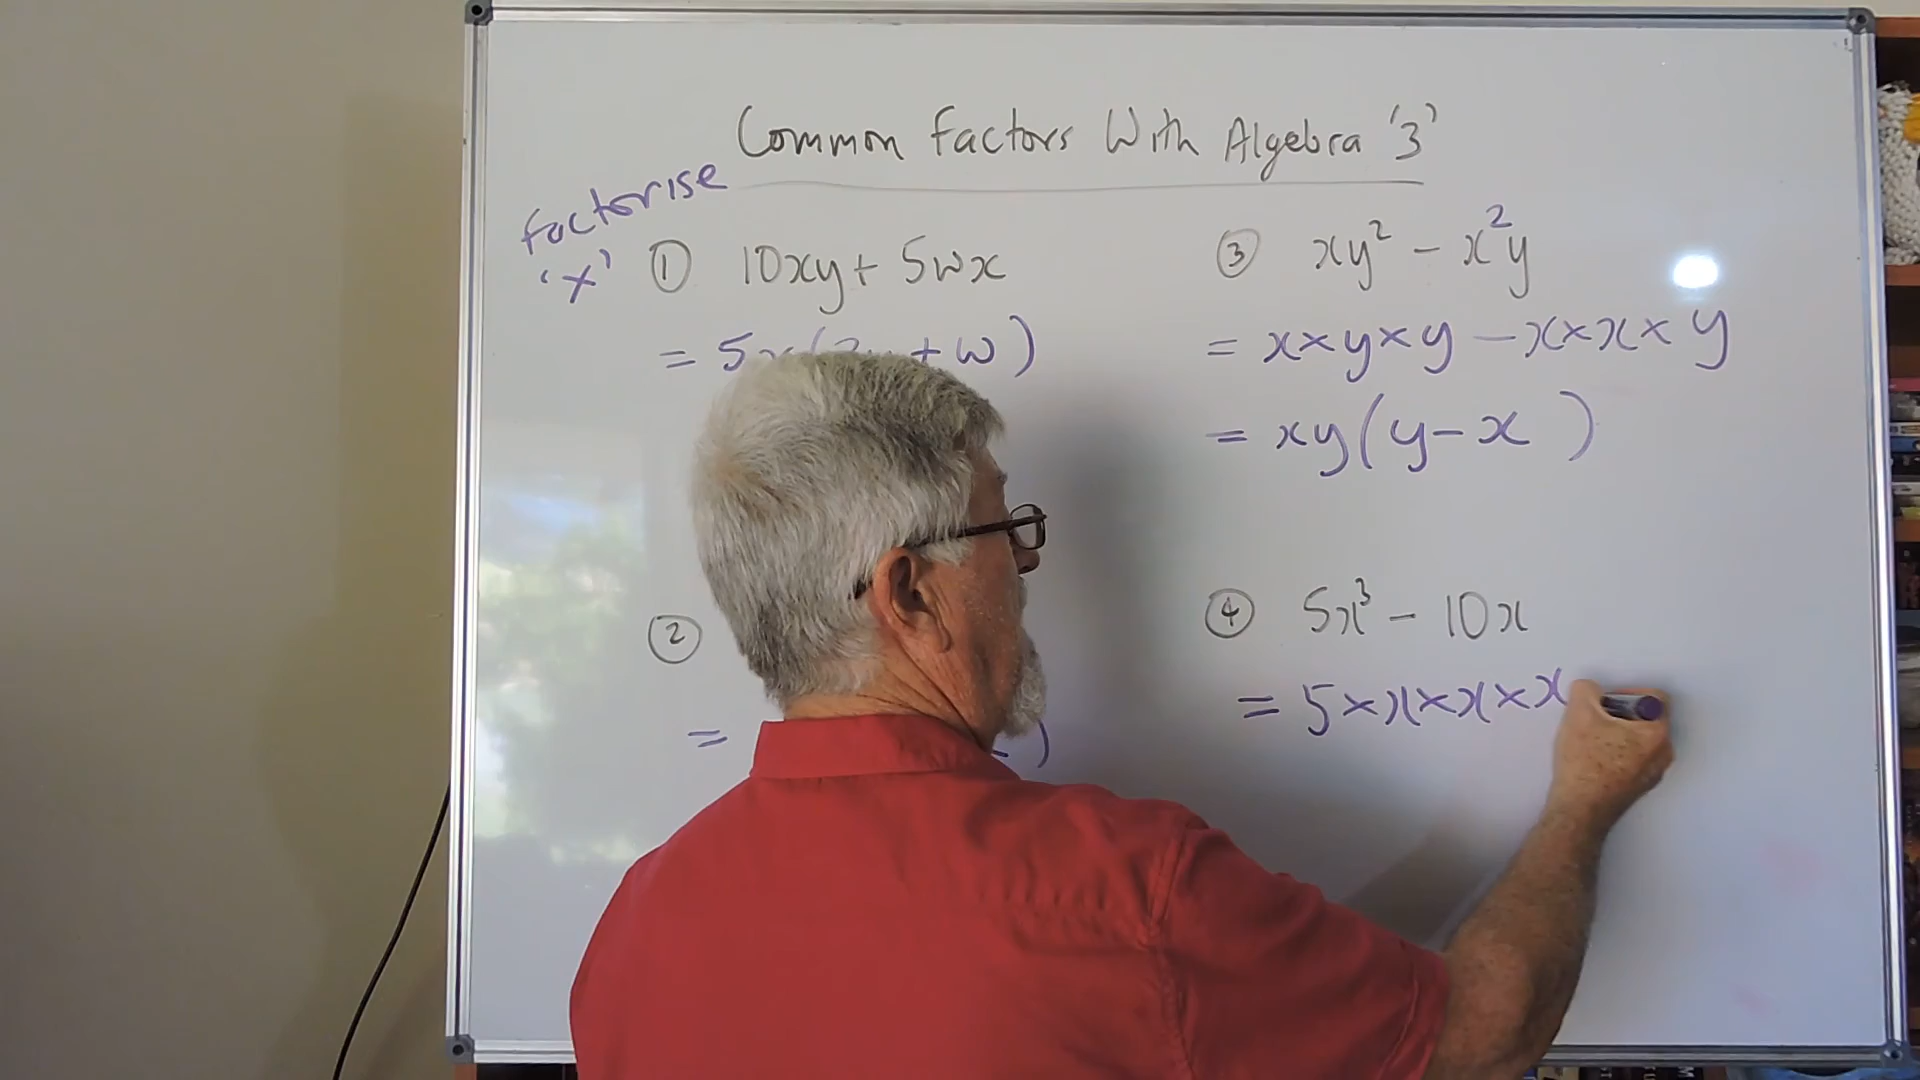 Common Factors With Algebra '3'
factorise
'x'
① 10xy + 5wx
= 5x( + w)
②
=
)
③ xy² - x²y
= x × y × y - x × x × y
= xy(y - x )
④ 5x³ - 10x
= 5 × x × x × x